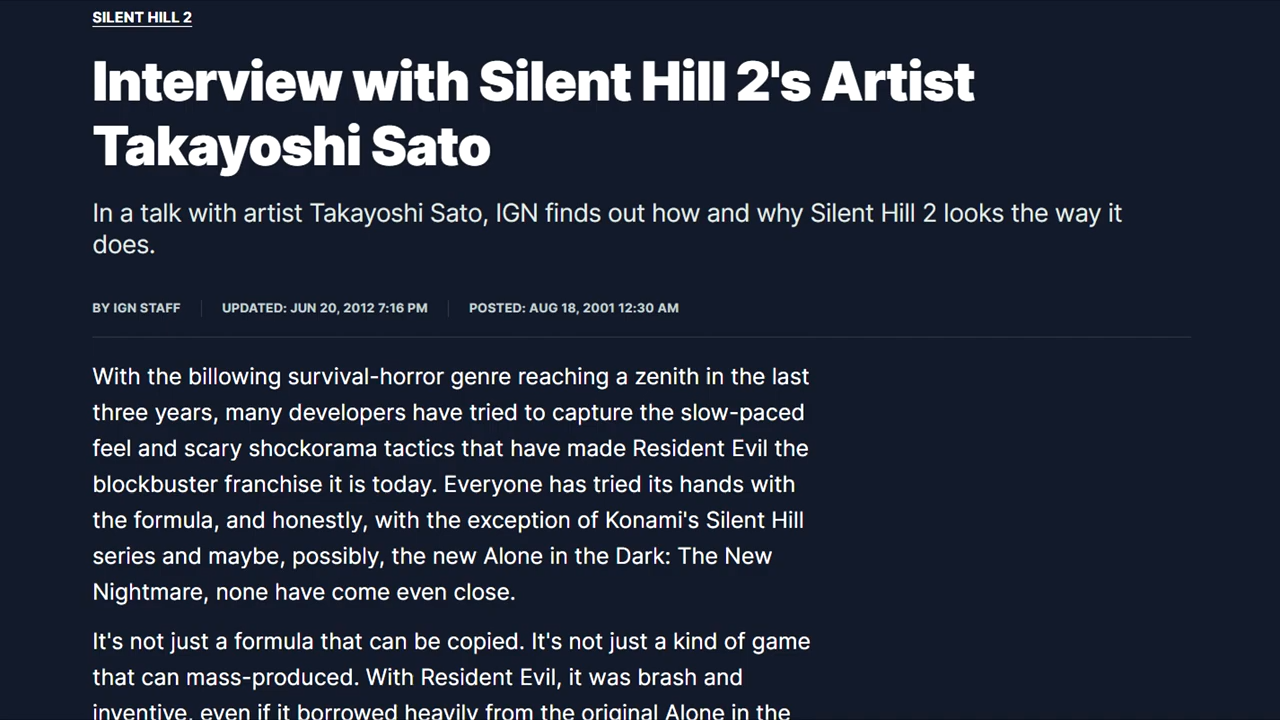 SILENT HILL 2
Interview with Silent Hill 2's Artist
Takayoshi Sato
In a talk with artist Takayoshi Sato, IGN finds out how and why Silent Hill 2 looks the way it
does.
BY IGN STAFF UPDATED: JUN 20, 2012 7:16 PM POSTED: AUG 18, 2001 12:30 AM
With the billowing survival-horror genre reaching a zenith in the last
three years, many developers have tried to capture the slow-paced
feel and scary shockorama tactics that have made Resident Evil the
blockbuster franchise it is today. Everyone has tried its hands with
the formula, and honestly, with the exception of Konami's Silent Hill
series and maybe, possibly, the new Alone in the Dark: The New
Nightmare, none have come even close.
It's not just a formula that can be copied. It's not just a kind of game
that can mass-produced. With Resident Evil, it was brash and
inventive, even if it borrowed heavily from the original Alone in the